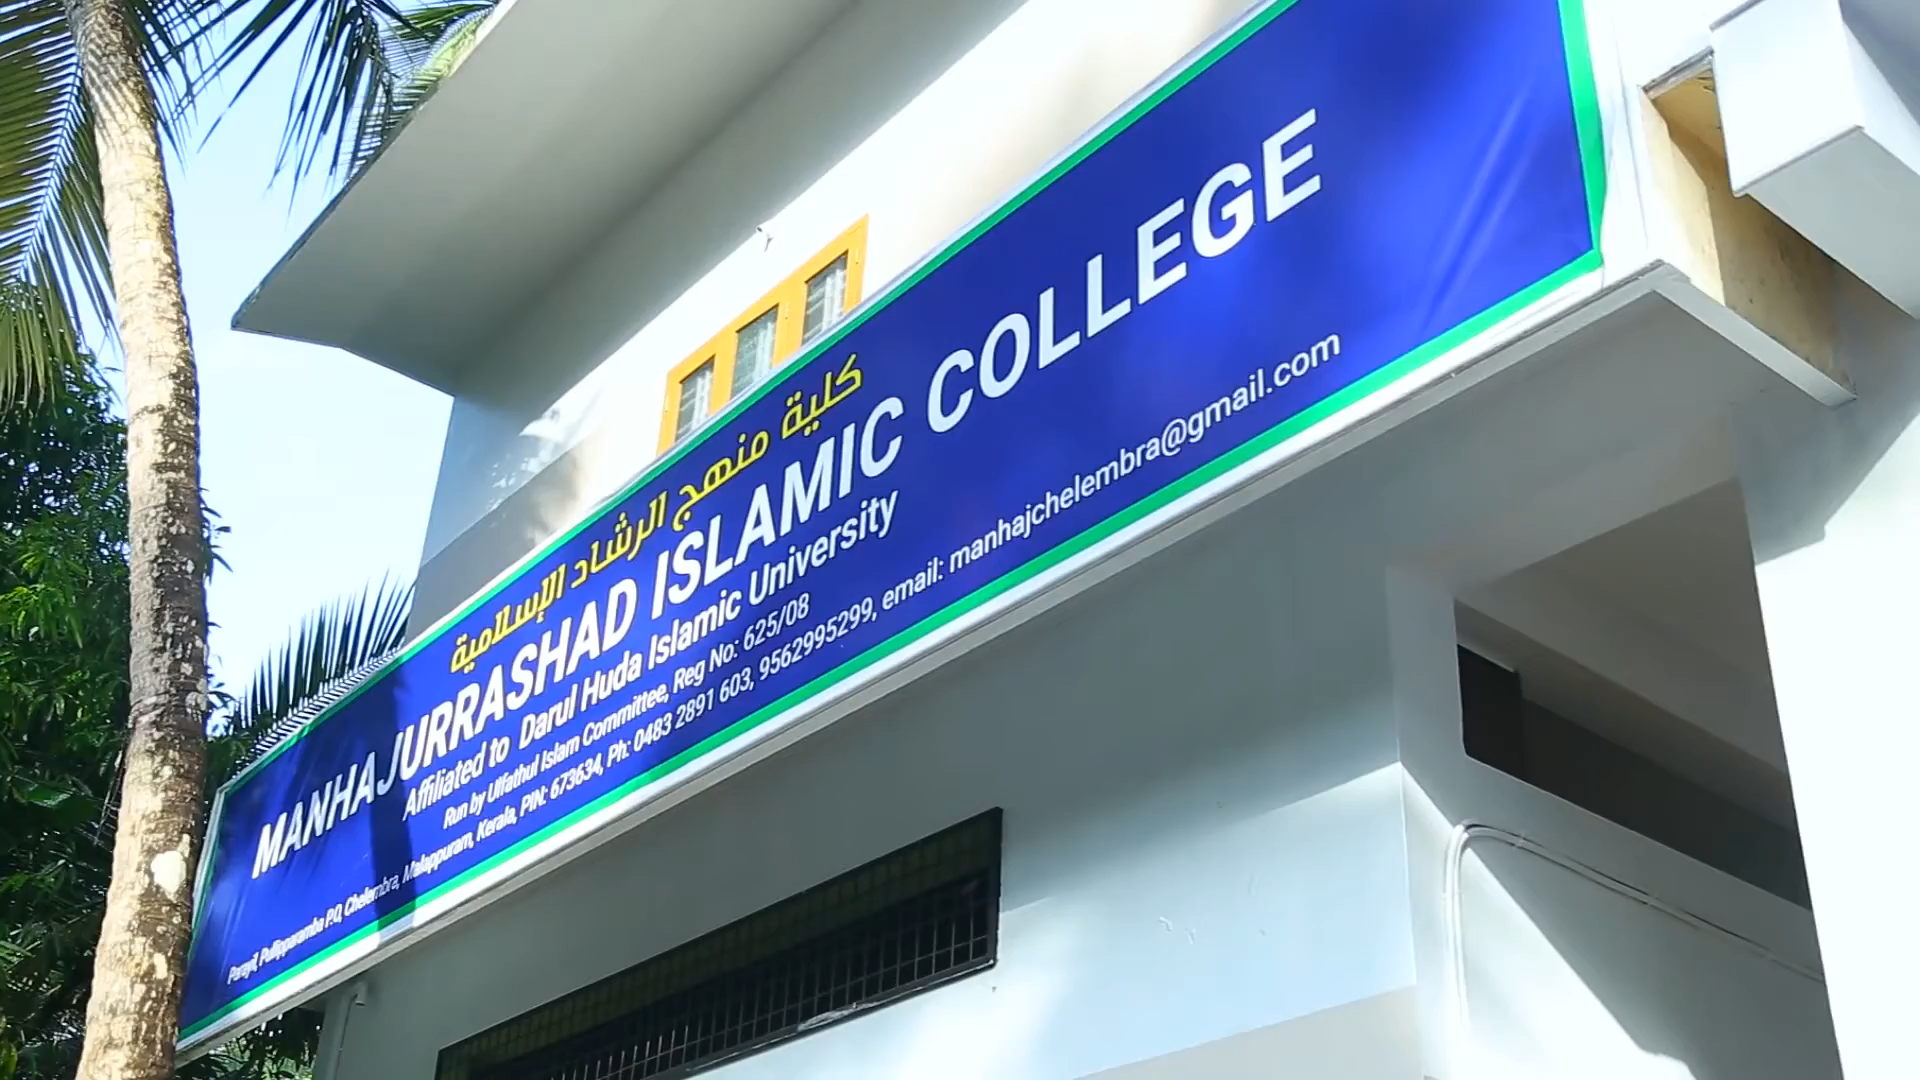 كلية منهج الرشاد الإسلامية
MANHAJURRASHAD ISLAMIC COLLEGE
Affiliated to Darul Huda Islamic University
Run by Ulfathul Islam Committee, Reg No: 625/08
Parayil, Pullipparamba P.O, Chelembra, Malappuram, Kerala, PIN: 673634, Ph: 0483 2891 603, 9562995299, email: manhajchelembra@gmail.com